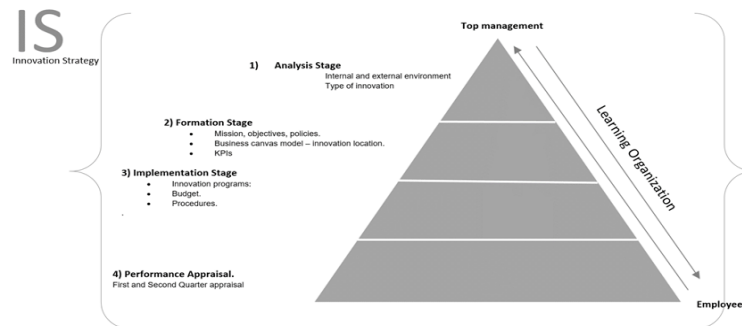 IS
Innovation Strategy
Top management
1) Analysis Stage
Internal and external environment
Type of innovation
2) Formation Stage
• Mission, objectives, policies.
• Business canvas model – innovation location.
• KPIs
3) Implementation Stage
• Innovation programs:
• Budget.
• Procedures.
.
4) Performance Appraisal.
First and Second Quarter appraisal
Learning Organization
Employee